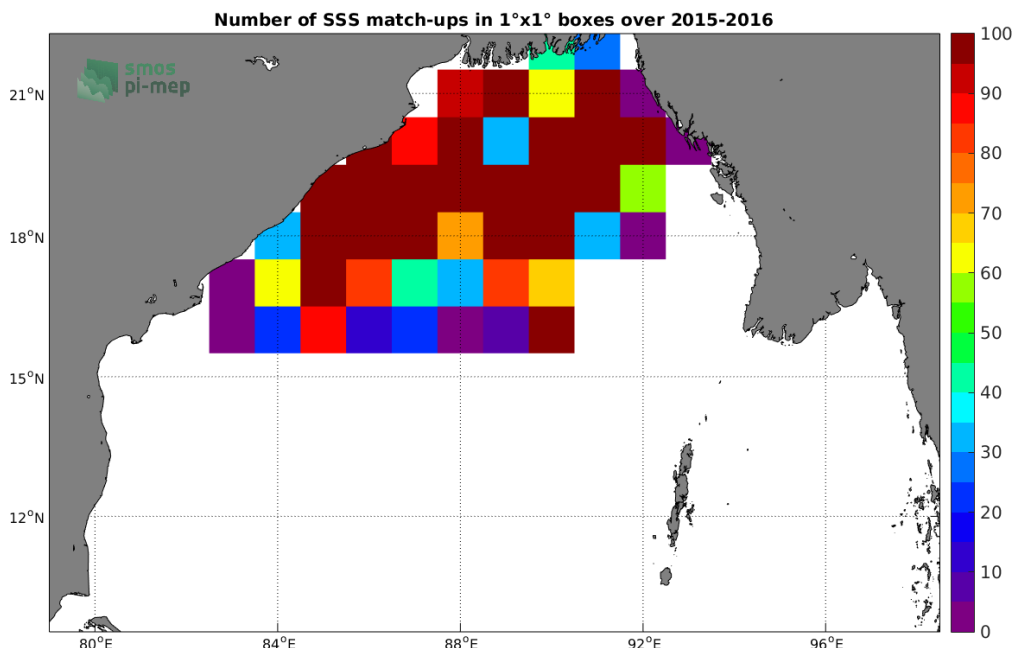 Number of SSS match-ups in 1°x1° boxes over 2015-2016
smos
pi-mep
21°N
18°N
15°N
12°N
80°E
84°E
88°E
92°E
96°E
100
90
80
70
60
50
40
30
20
10
0